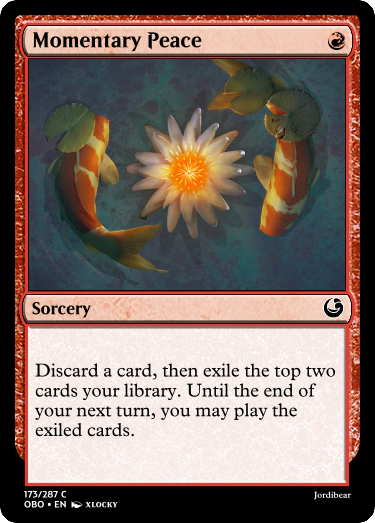 Momentary Peace
Sorcery
Discard a card, then exile the top two
cards your library. Until the end of
your next turn, you may play the
exiled cards.
173/287 C
OBO • EN XLOCKY
Jordibear